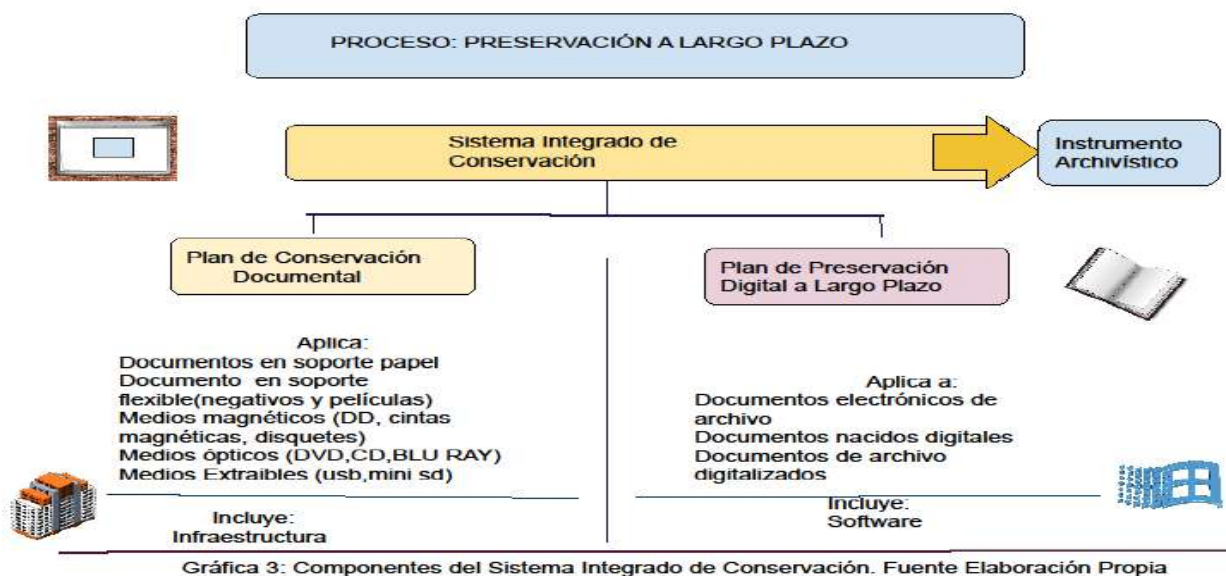 PROCESO: PRESERVACIÓN A LARGO PLAZO
Sistema Integrado de
Conservación
Instrumento
Archivístico
Plan de Conservación
Documental
Plan de Preservación
Digital a Largo Plazo
Aplica:
Documentos en soporte papel
Documento en soporte
flexible(negativos y películas)
Medios magnéticos (DD, cintas
magnéticas, disquetes)
Medios ópticos (DVD,CD,BLU RAY)
Medios Extraibles (usb,mini sd)
Incluye:
Infraestructura
Aplica a:
Documentos electrónicos de
archivo
Documentos nacidos digitales
Documentos de archivo
digitalizados
Incluye:
Software
Gráfica 3: Componentes del Sistema Integrado de Conservación. Fuente Elaboración Propia